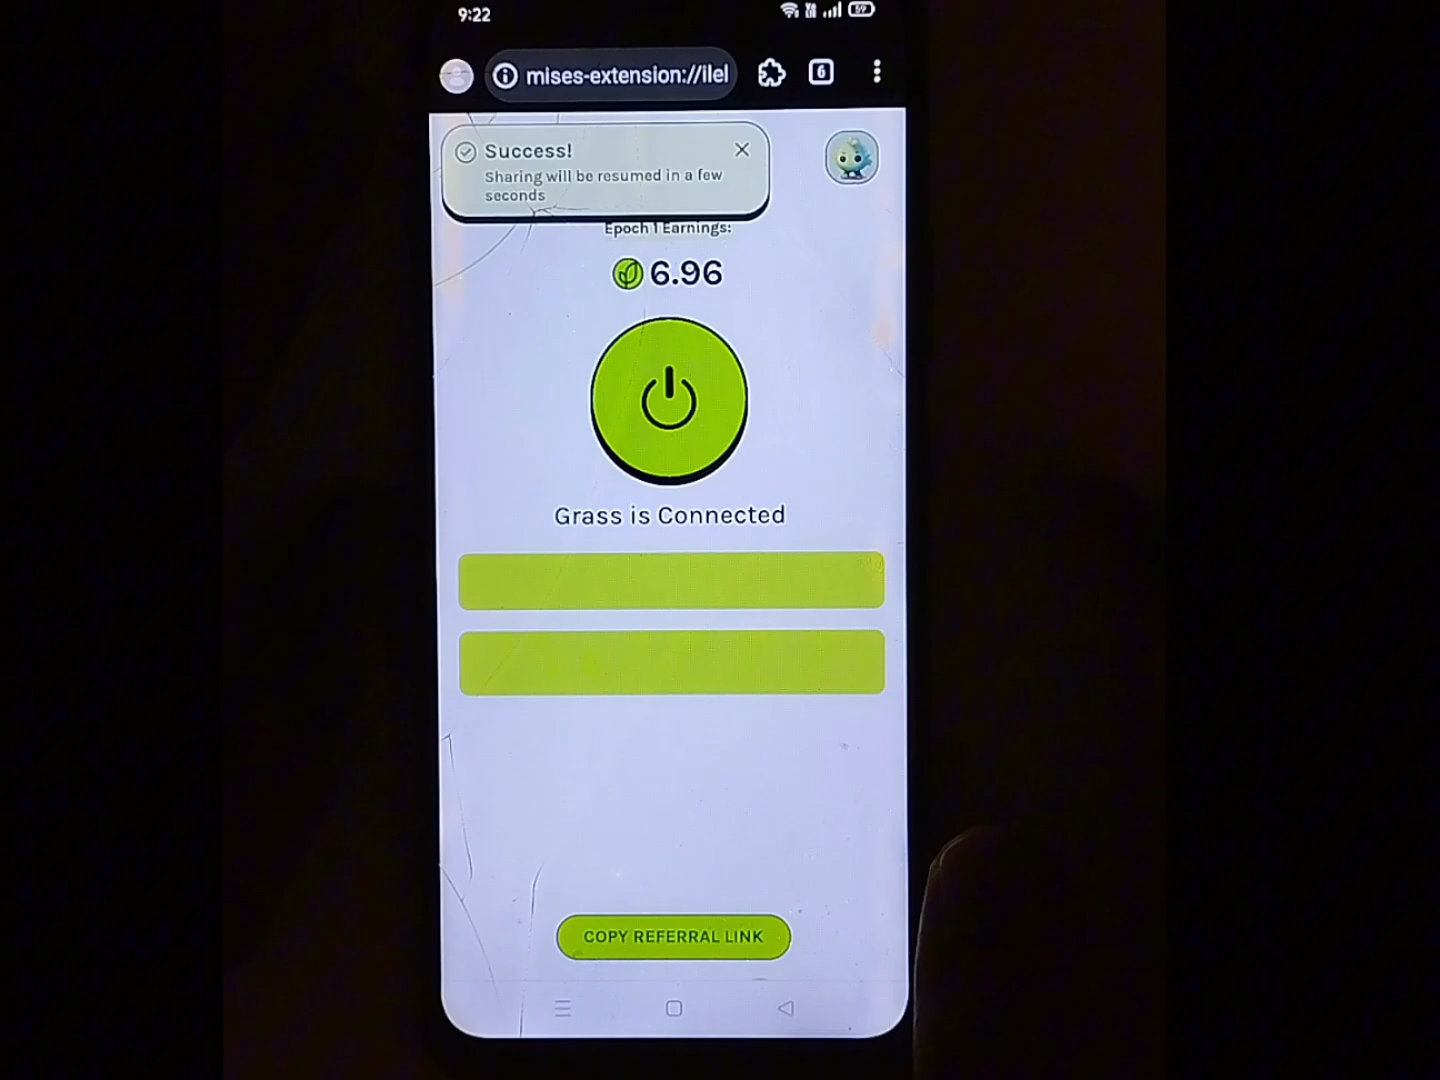 9:22
59
mises-extension://ilel
6
Success!
Sharing will be resumed in a few
seconds
Epoch 1 Earnings:
6.96
Grass is Connected
COPY REFERRAL LINK